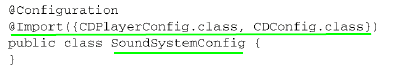 @Configuration
@Import({CDPlayerConfig.class, CDConfig.class})
public class SoundSystemConfig {
}